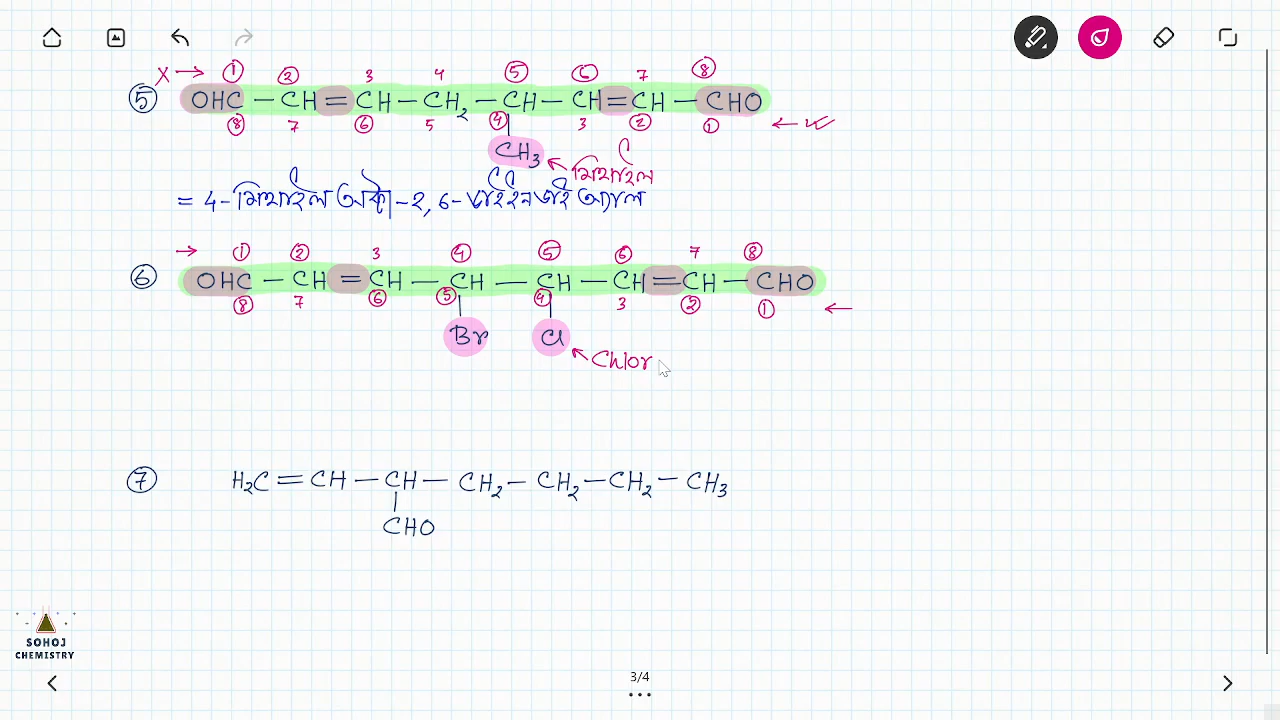 X → ① ② 3 4 ⑤ ⑥ 7 ⑧
⑤ OHC — CH = CH — CH₂ — CH — CH = CH — CHO
⑧ 7 ⑥ 5 ④ 3 ② ① ←
CH₃ ← মিথাইল
= 4-মিথাইল অক্টা-২, 6-ডাইইনডাই অ্যাল
→ ① ② 3 ④ ⑤ ⑥ 7 ⑧
⑥ OHC — CH = CH — CH — CH — CH = CH — CHO
⑧ 7 ⑥ ⑤ ④ 3 ② ① ←
Br Cl
← Chlor
⑦ H₂C = CH — CH — CH₂ — CH₂ — CH₂ — CH₃
CHO
SOHOJ
CHEMISTRY
3/4